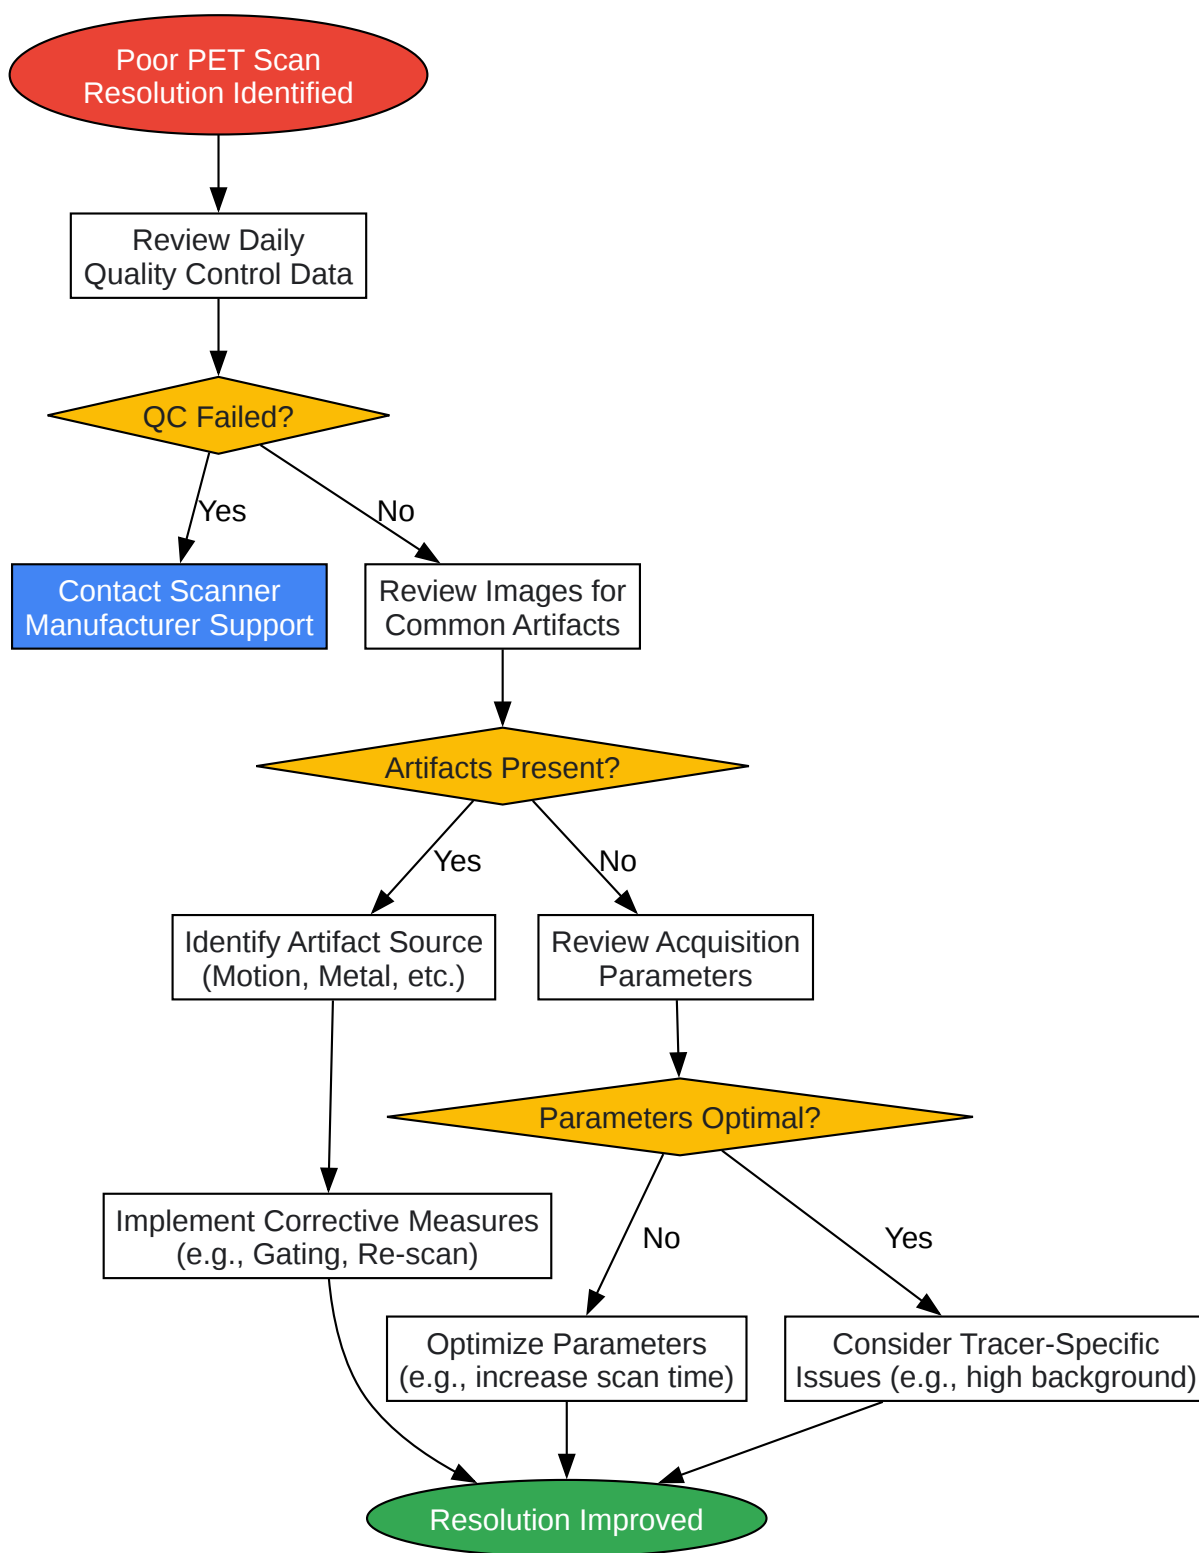 Poor PET Scan
Resolution Identified
Review Daily
Quality Control Data
QC Failed?
Yes
No
Contact Scanner
Manufacturer Support
Review Images for
Common Artifacts
Artifacts Present?
Yes
No
Identify Artifact Source
(Motion, Metal, etc.)
Review Acquisition
Parameters
Parameters Optimal?
Implement Corrective Measures
(e.g., Gating, Re-scan)
No
Yes
Optimize Parameters
(e.g., increase scan time)
Consider Tracer-Specific
Issues (e.g., high background)
Resolution Improved